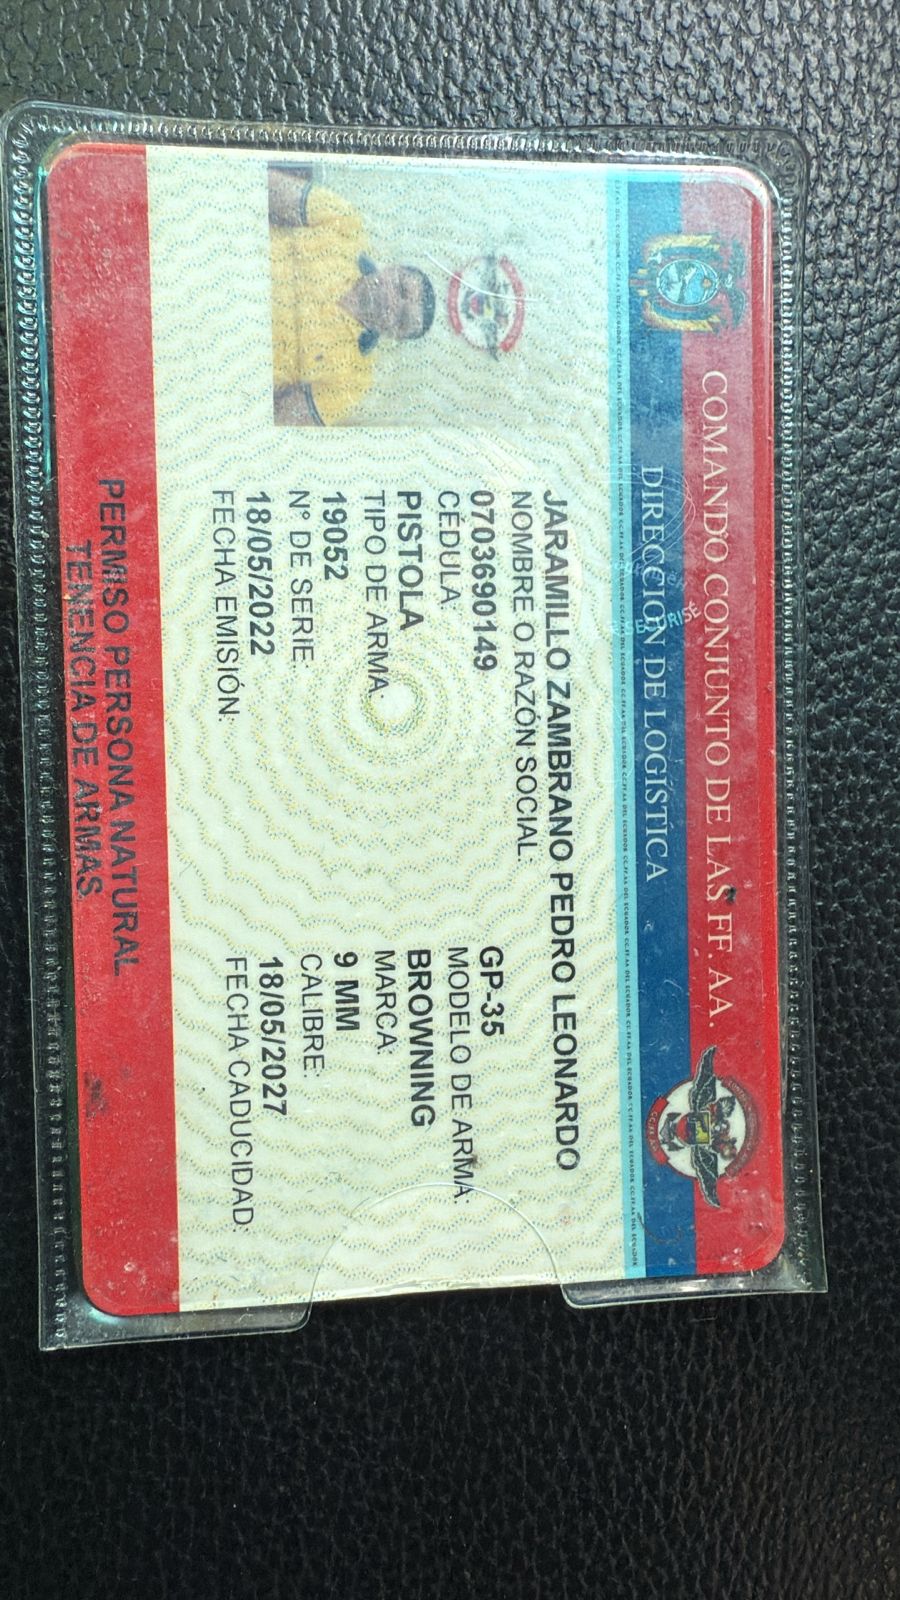 COMANDO CONJUNTO DE LAS FF. AA.
DIRECCIÓN DE LOGÍSTICA
JARAMILLO ZAMBRANO PEDRO LEONARDO
NOMBRE O RAZÓN SOCIAL:
0703690149
CÉDULA:
GP-35
MODELO DE ARMA:
PISTOLA
TIPO DE ARMA:
BROWNING
MARCA:
19052
N° DE SERIE:
9 MM
CALIBRE:
18/05/2022
FECHA EMISIÓN:
18/05/2027
FECHA CADUCIDAD:
PERMISO PERSONA NATURAL
TENENCIA DE ARMAS